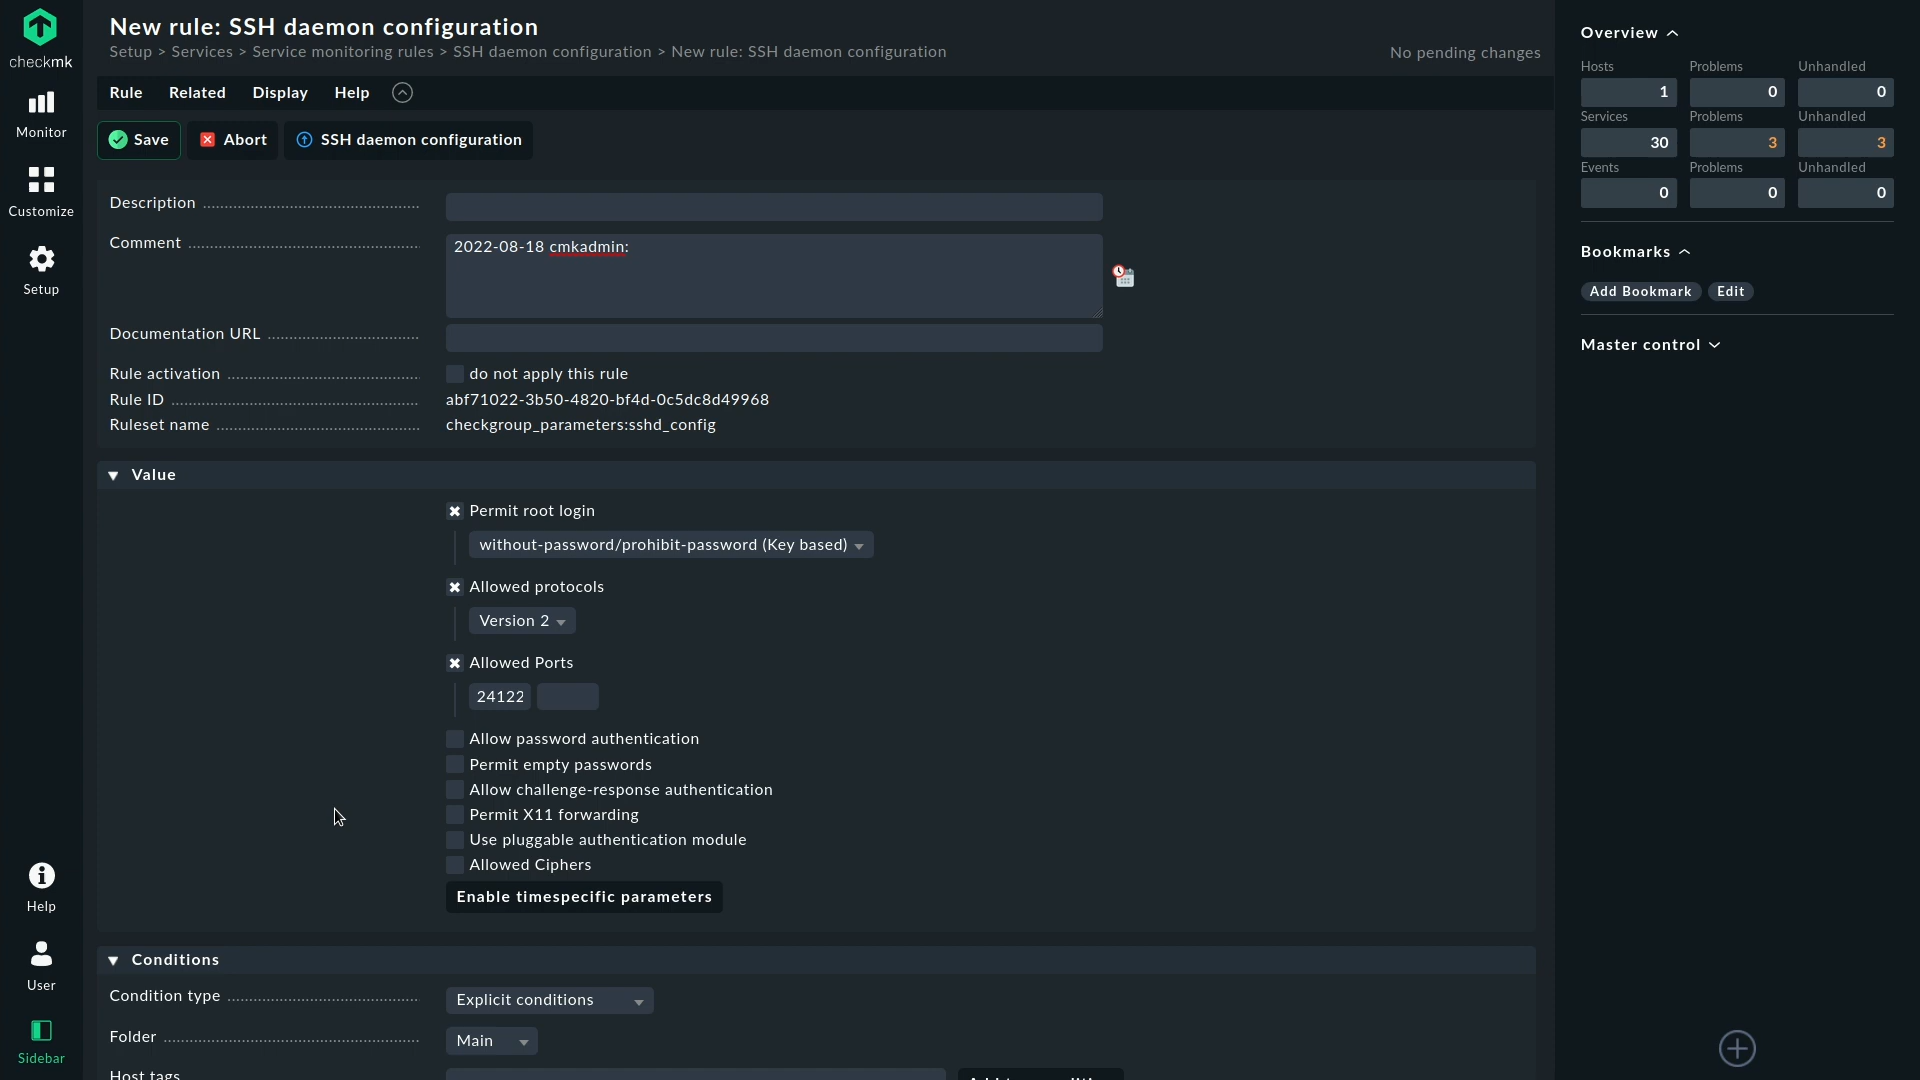 checkmk
Monitor
Customize
Setup
Help
User
Sidebar
New rule: SSH daemon configuration
Setup > Services > Service monitoring rules > SSH daemon configuration > New rule: SSH daemon configuration
No pending changes
Rule Related Display Help
Save Abort SSH daemon configuration
Description
Comment 2022-08-18 cmkadmin:
Documentation URL
Rule activation do not apply this rule
Rule ID abf71022-3b50-4820-bf4d-0c5dc8d49968
Ruleset name checkgroup_parameters:sshd_config
Value
Permit root login
without-password/prohibit-password (Key based)
Allowed protocols
Version 2
Allowed Ports
24122
Allow password authentication
Permit empty passwords
Allow challenge-response authentication
Permit X11 forwarding
Use pluggable authentication module
Allowed Ciphers
Enable timespecific parameters
Conditions
Condition type Explicit conditions
Folder Main
Host tags
Overview
Hosts Problems Unhandled
1 0 0
Services Problems Unhandled
30 3 3
Events Problems Unhandled
0 0 0
Bookmarks
Add Bookmark Edit
Master control